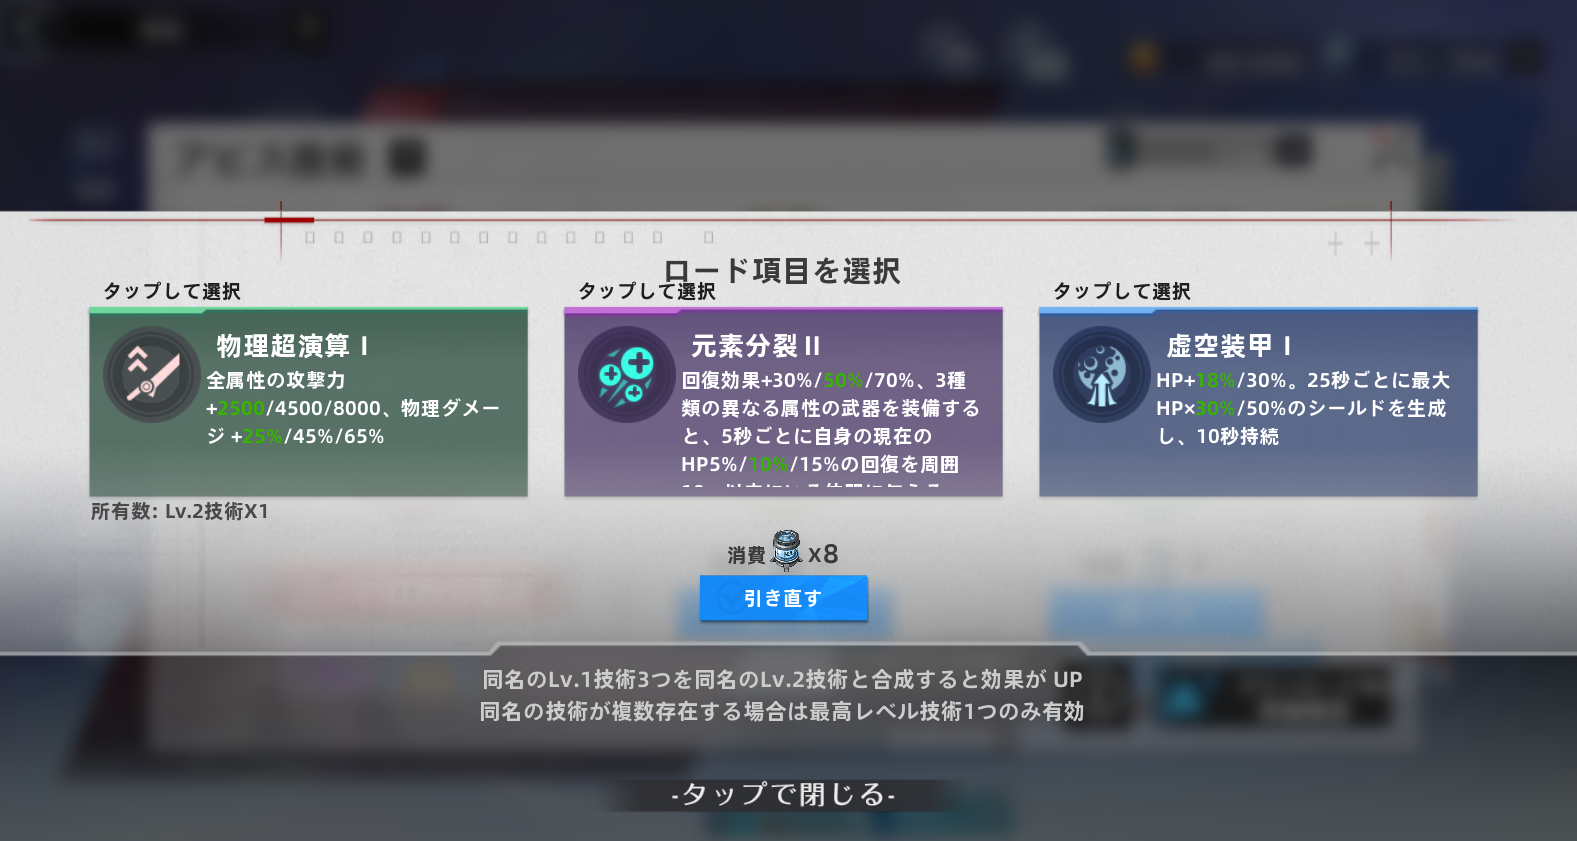 アビス技術
ロード項目を選択
タップして選択
物理超演算 I
全属性の攻撃力
+2500/4500/8000、物理ダメー
ジ +25%/45%/65%
所有数: Lv.2技術X1
タップして選択
元素分裂 II
回復効果+30%/50%/70%、3種
類の異なる属性の武器を装備する
と、5秒ごとに自身の現在の
HP5%/10%/15%の回復を周囲
タップして選択
虚空装甲 I
HP+18%/30%。25秒ごとに最大
HP×30%/50%のシールドを生成
し、10秒持続
消費 x8
引き直す
同名のLv.1技術3つを同名のLv.2技術と合成すると効果が UP
同名の技術が複数存在する場合は最高レベル技術1つのみ有効
-タップで閉じる-